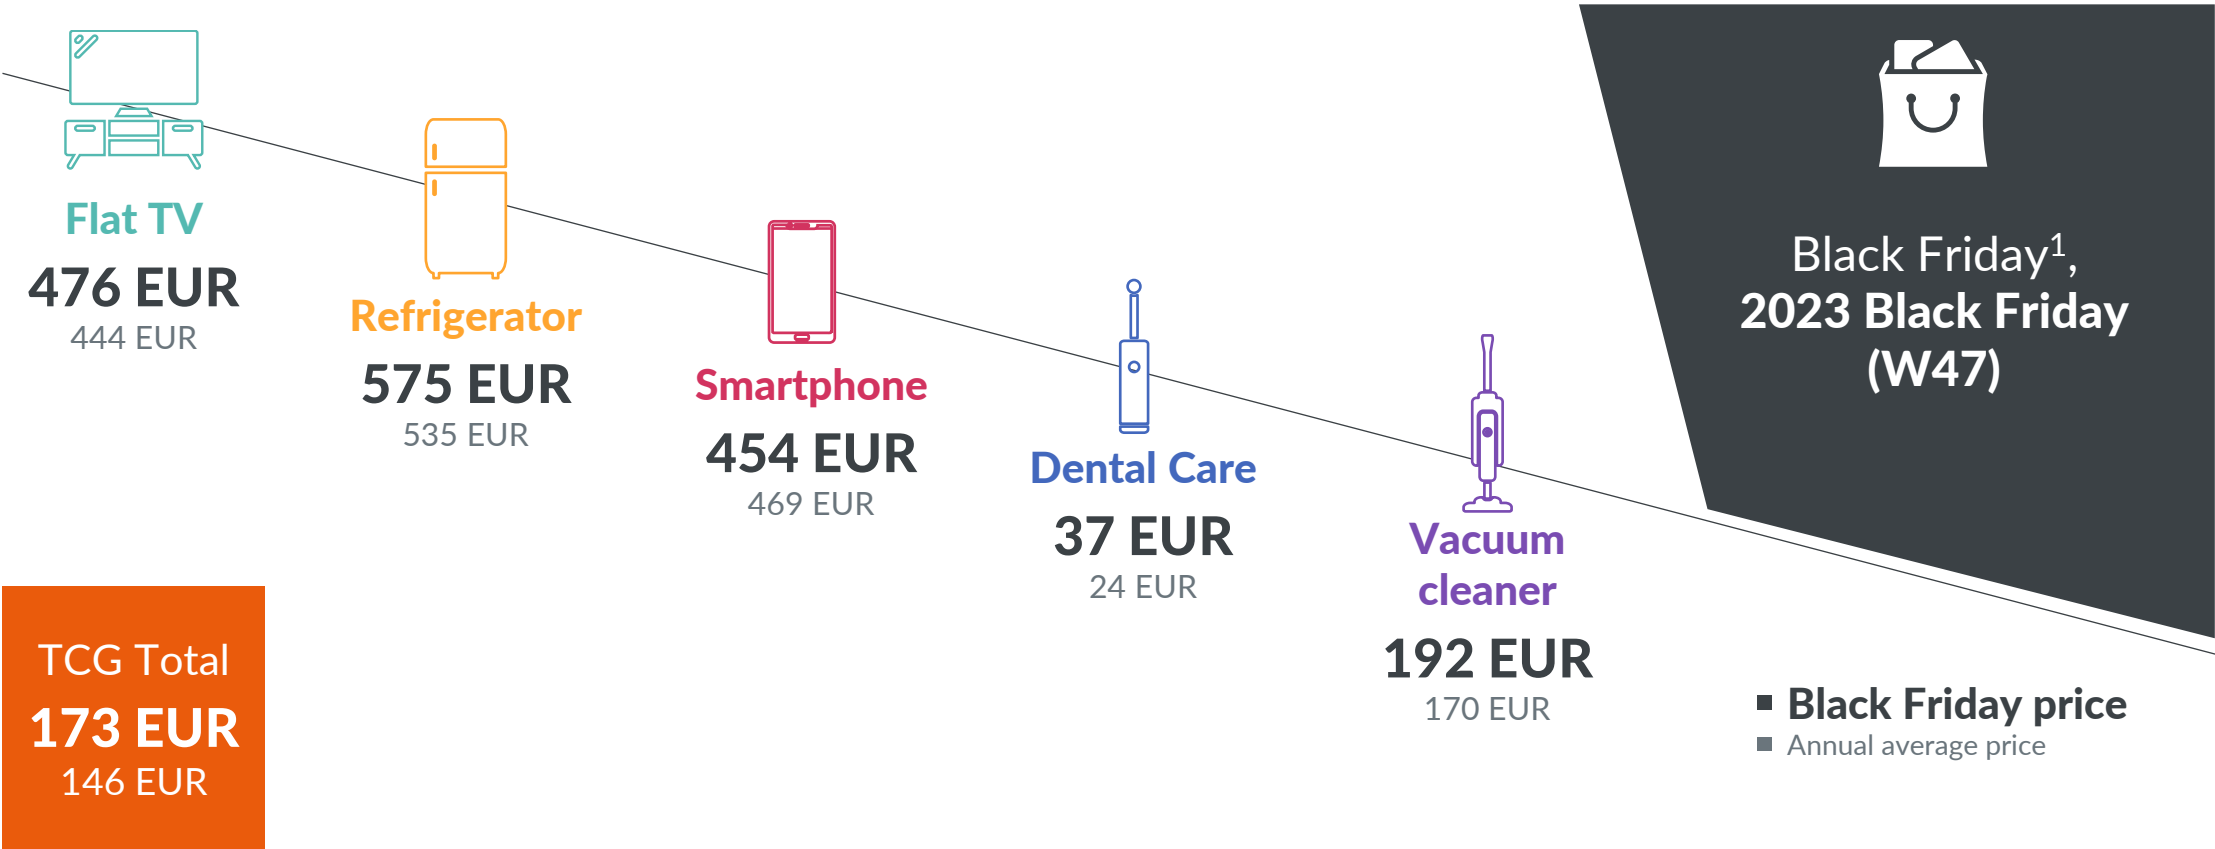 Flat TV
476 EUR
444 EUR
Refrigerator
575 EUR
535 EUR
Smartphone
454 EUR
469 EUR
Dental Care
37 EUR
24 EUR
Vacuum
cleaner
192 EUR
170 EUR
Black Friday¹,
2023 Black Friday
(W47)
TCG Total
173 EUR
146 EUR
Black Friday price
Annual average price